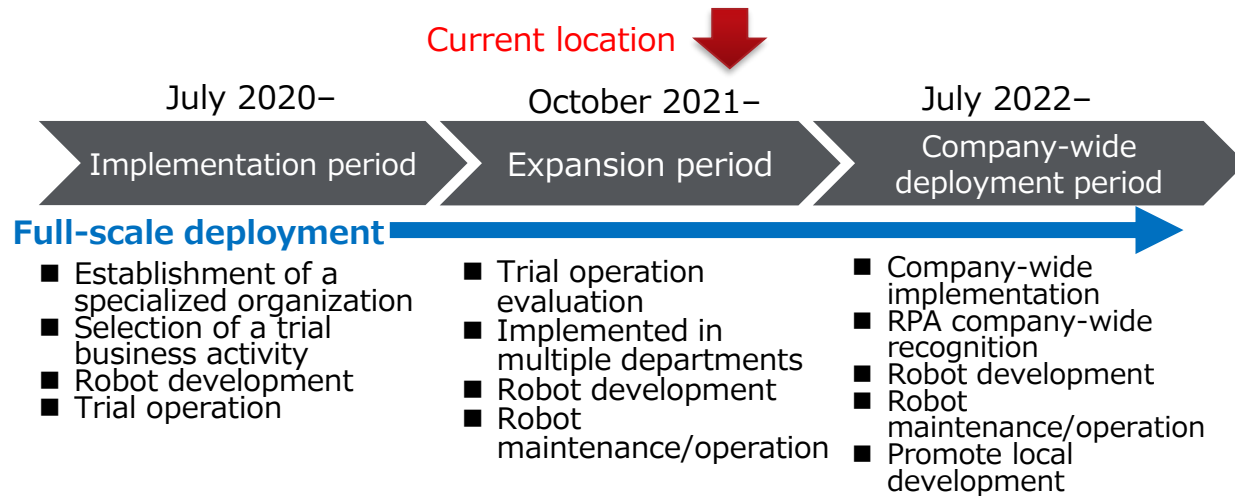 Current location
July 2020–
October 2021–
July 2022–
Implementation period
Expansion period
Company-wide
deployment period
Full-scale deployment
■ Establishment of a
specialized organization
■ Selection of a trial
business activity
■ Robot development
■ Trial operation
■ Trial operation
evaluation
■ Implemented in
multiple departments
■ Robot development
■ Robot
maintenance/operation
■ Company-wide
implementation
■ RPA company-wide
recognition
■ Robot development
■ Robot
maintenance/operation
■ Promote local
development